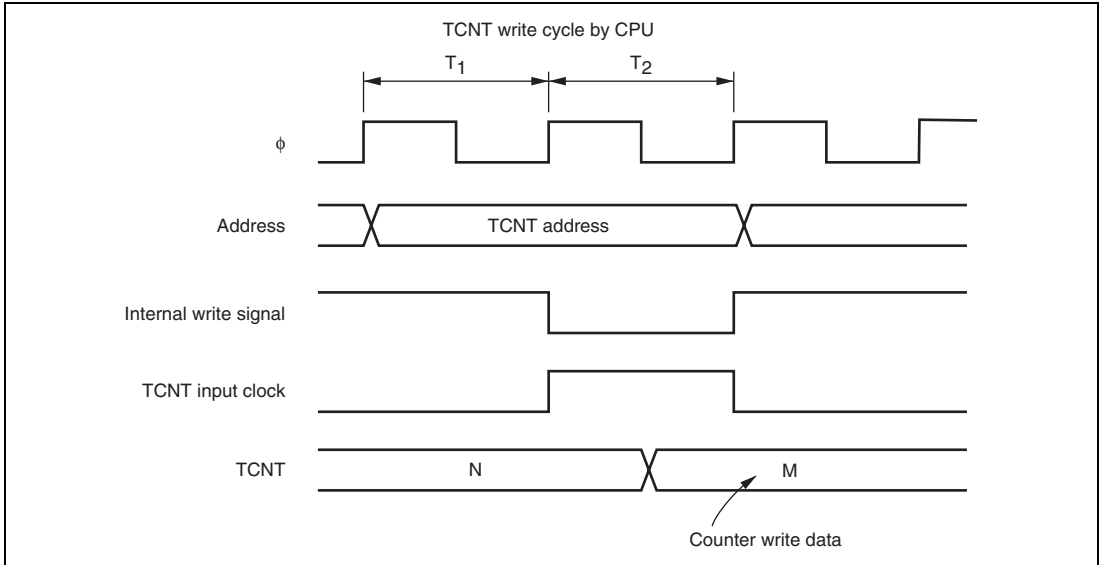 TCNT write cycle by CPU
T1 T2
ϕ
Address TCNT address
Internal write signal
TCNT input clock
TCNT N M
Counter write data